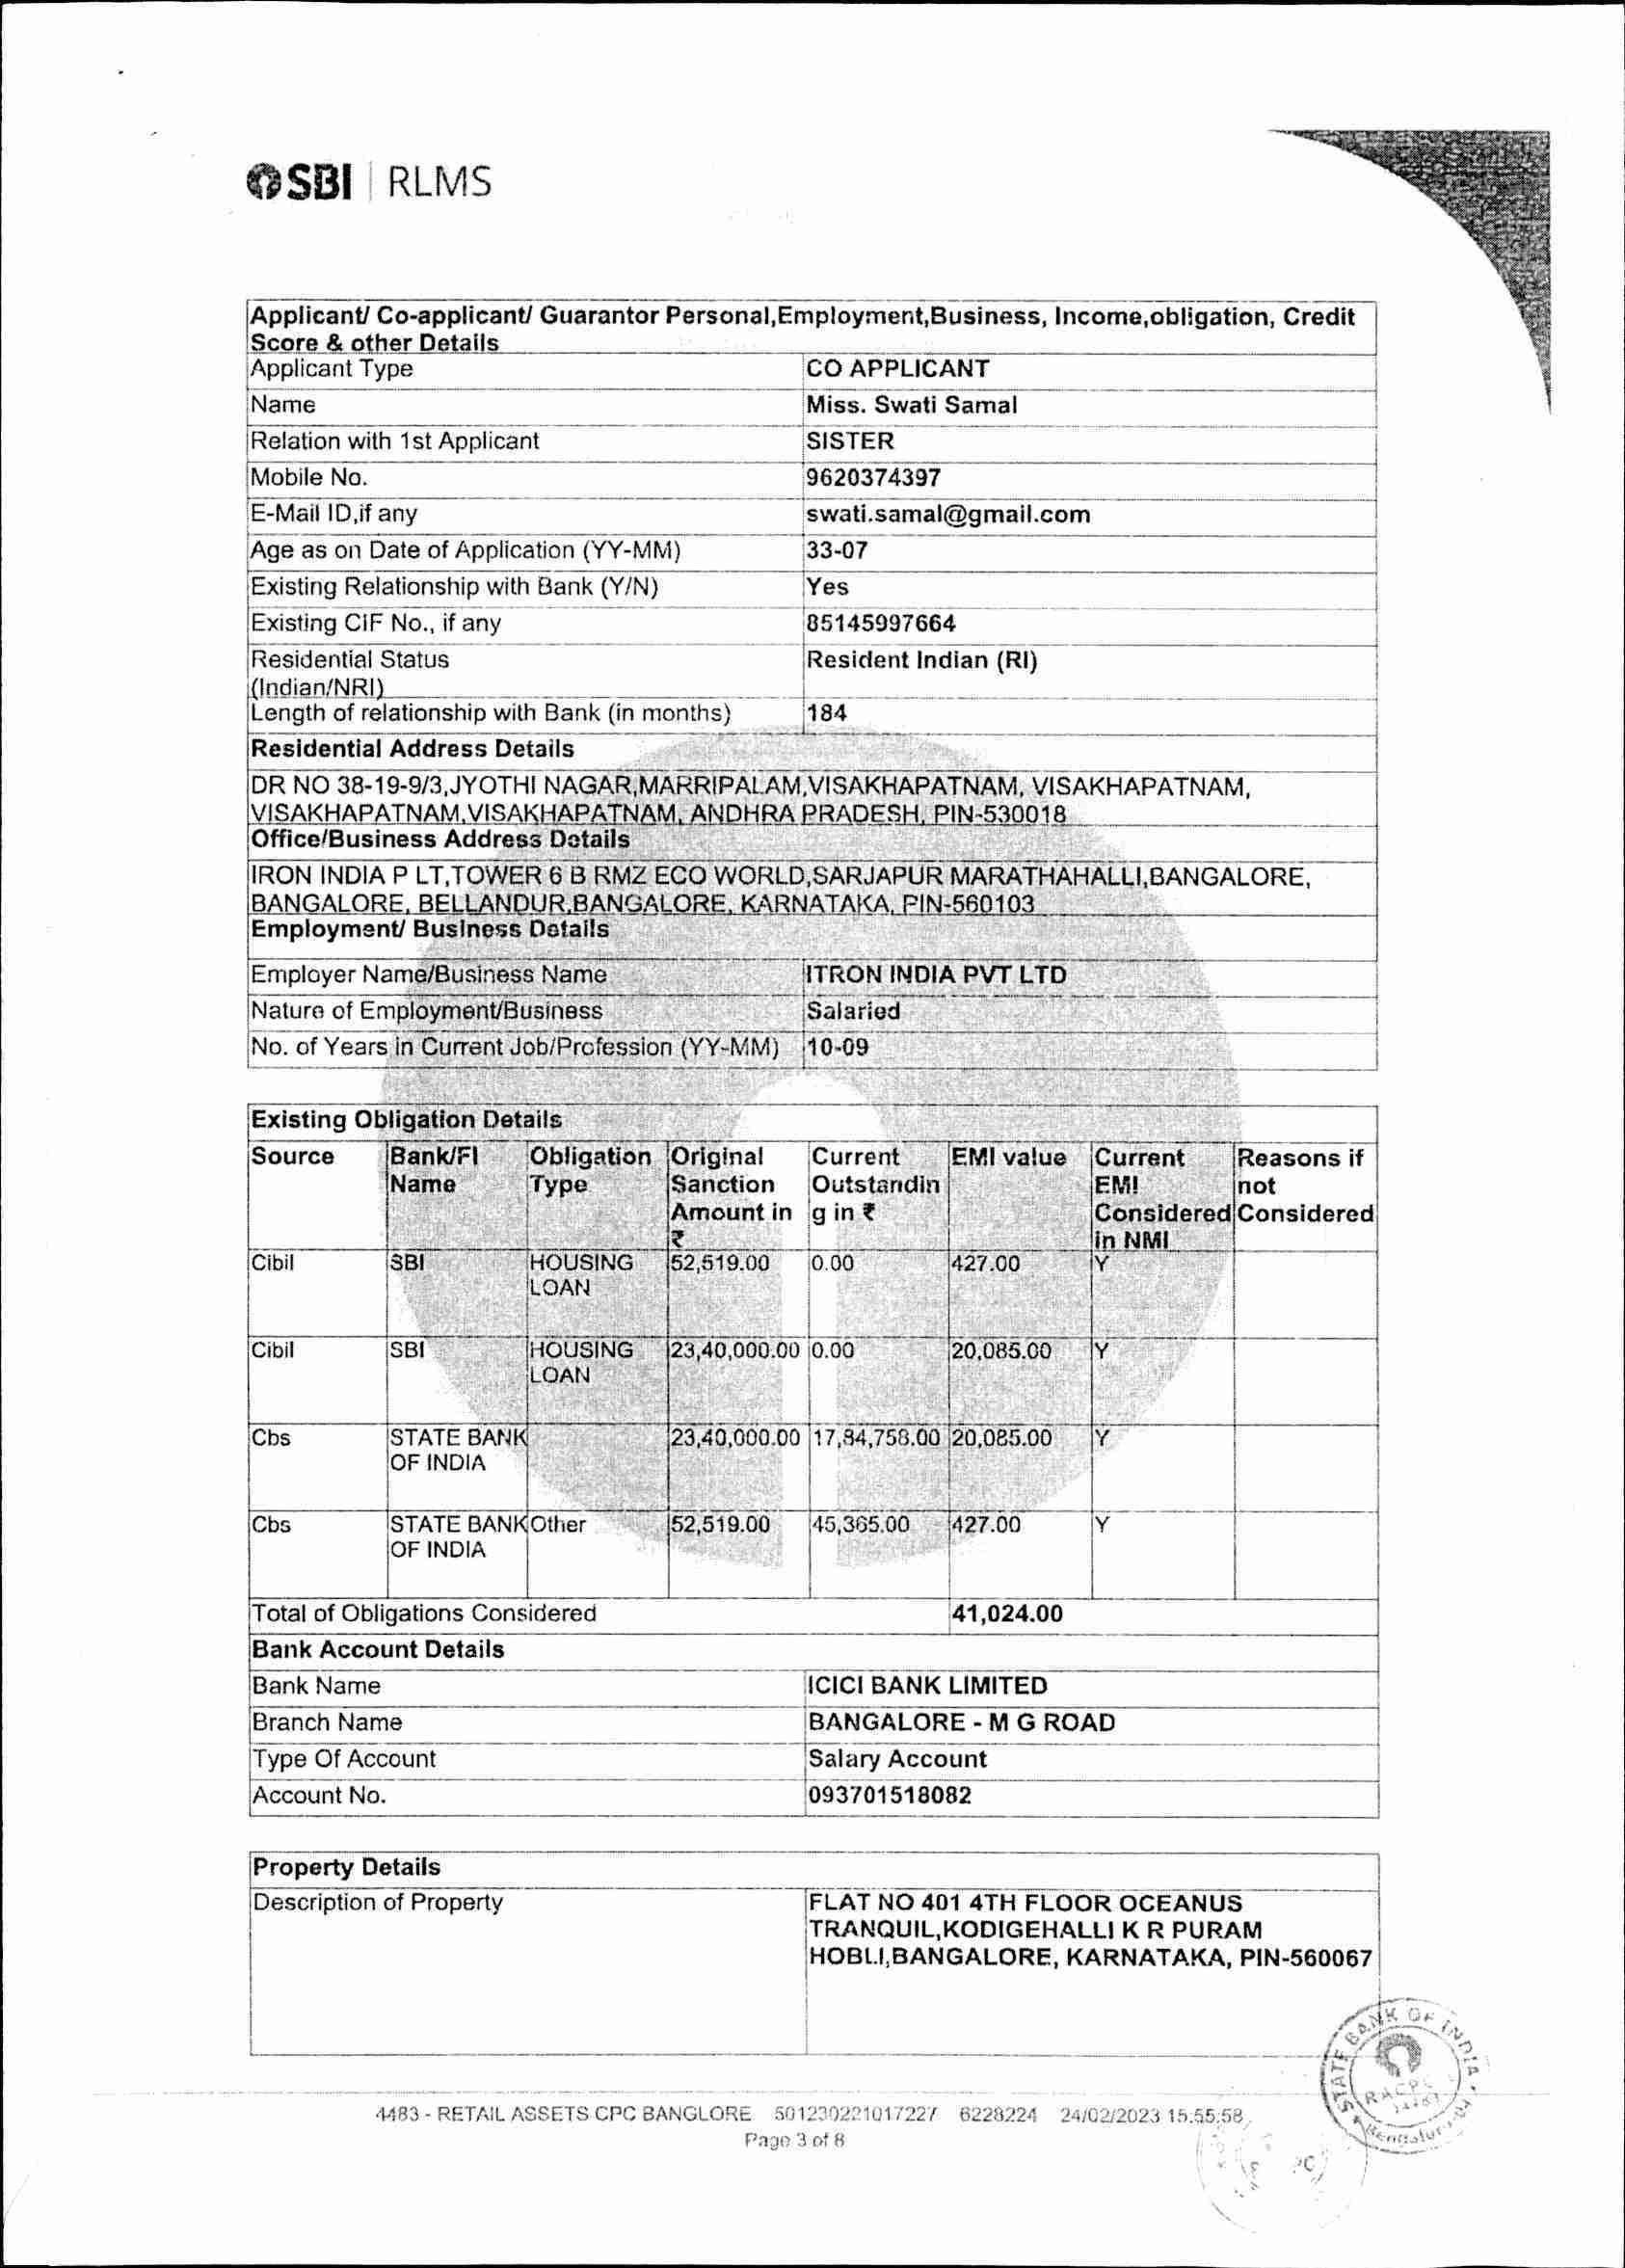 SBI | RLMS
Applicant/ Co-applicant/ Guarantor Personal,Employment,Business, Income,obligation, Credit
Score & other Details
Applicant Type CO APPLICANT
Name Miss. Swati Samal
Relation with 1st Applicant SISTER
Mobile No. 9620374397
E-Mail ID,if any swati.samal@gmail.com
Age as on Date of Application (YY-MM) 33-07
Existing Relationship with Bank (Y/N) Yes
Existing CIF No., if any 85145997664
Residential Status Resident Indian (RI)
(Indian/NRI)
Length of relationship with Bank (in months) 184
Residential Address Details
DR NO 38-19-9/3,JYOTHI NAGAR,MARRIPALAM,VISAKHAPATNAM, VISAKHAPATNAM,
VISAKHAPATNAM,VISAKHAPATNAM, ANDHRA PRADESH, PIN-530018
Office/Business Address Details
IRON INDIA P LT,TOWER 6 B RMZ ECO WORLD,SARJAPUR MARATHAHALLI,BANGALORE,
BANGALORE, BELLANDUR,BANGALORE, KARNATAKA, PIN-560103
Employment/ Business Details
Employer Name/Business Name ITRON INDIA PVT LTD
Nature of Employment/Business Salaried
No. of Years in Current Job/Profession (YY-MM) 10-09
Existing Obligation Details
Source Bank/FI Obligation Original Current EMI value Current Reasons if
Name Type Sanction Outstandin EMI not
Amount in g in ₹ Considered Considered
₹ in NMI
Cibil SBI HOUSING 52,519.00 0.00 427.00 Y
LOAN
Cibil SBI HOUSING 23,40,000.00 0.00 20,085.00 Y
LOAN
Cbs STATE BANK 23,40,000.00 17,84,758.00 20,085.00 Y
OF INDIA
Cbs STATE BANK Other 52,519.00 45,365.00 427.00 Y
OF INDIA
Total of Obligations Considered 41,024.00
Bank Account Details
Bank Name ICICI BANK LIMITED
Branch Name BANGALORE - M G ROAD
Type Of Account Salary Account
Account No. 093701518082
Property Details
Description of Property FLAT NO 401 4TH FLOOR OCEANUS
TRANQUIL,KODIGEHALLI K R PURAM
HOBLI,BANGALORE, KARNATAKA, PIN-560067
STATE BANK OF INDIA
RACPC
Bengaluru
4483 - RETAIL ASSETS CPC BANGLORE 501230221017227 6228224 24/02/2023 15:55:58
Page 3 of 8